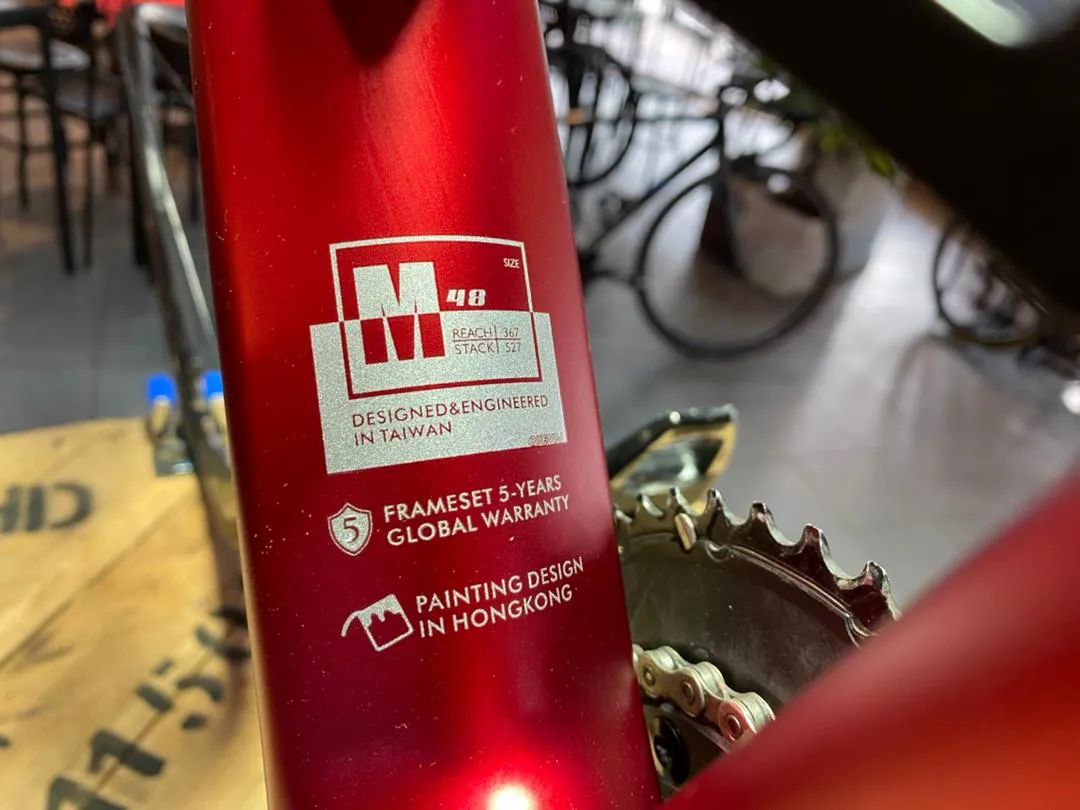 SIZE
M 48
REACH 367
STACK 527
DESIGNED&ENGINEERED
IN TAIWAN
5
FRAMESET 5-YEARS
GLOBAL WARRANTY
PAINTING DESIGN
IN HONGKONG